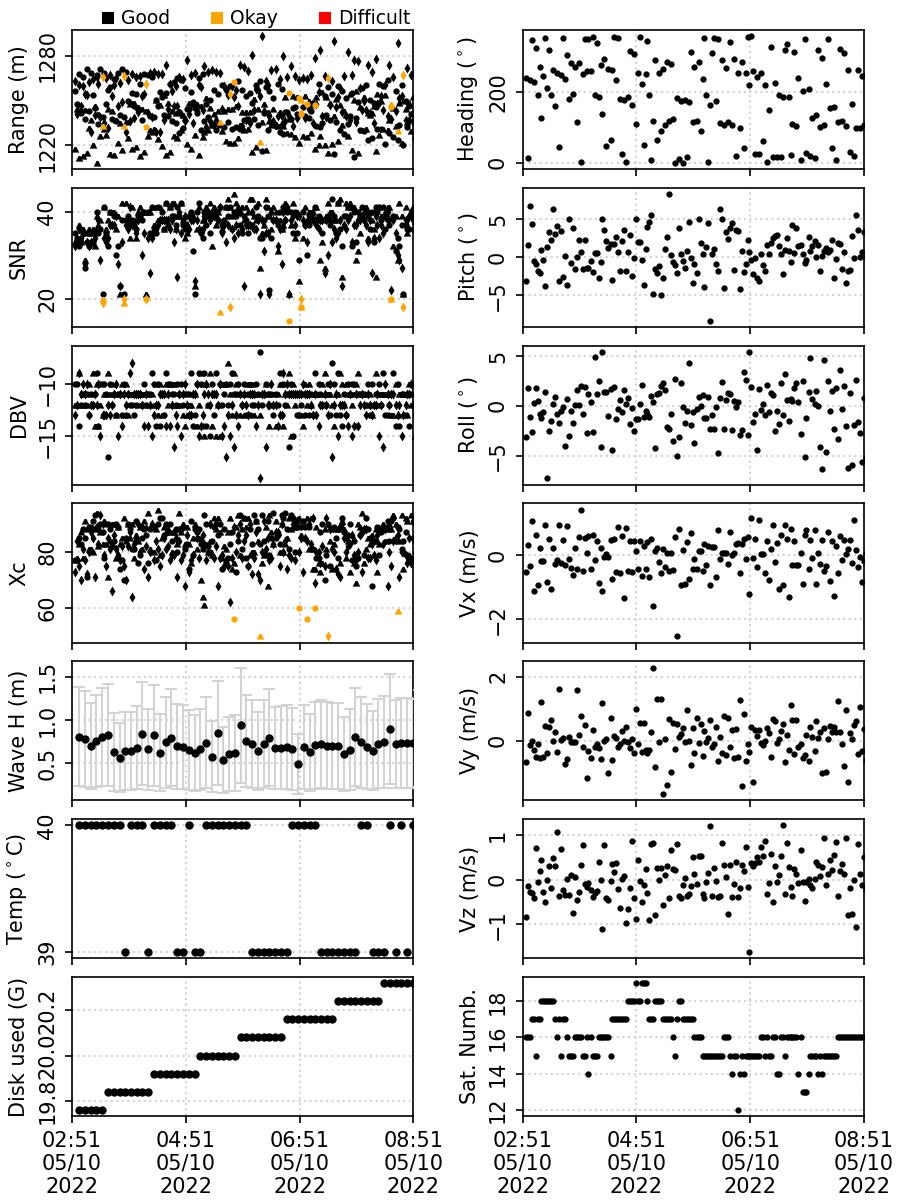 Good Okay Difficult
Range (m)
1280
1220
Heading (°)
200
0
SNR
40
20
Pitch (°)
5
0
−5
DBV
−10
−15
Roll (°)
5
0
−5
Xc
80
60
Vx (m/s)
0
−2
Wave H (m)
1.5
1.0
0.5
Vy (m/s)
2
0
Temp (°C)
40
39
Vz (m/s)
1
0
−1
Disk used (G)
20.2
20.0
19.8
Sat. Numb.
18
16
14
12
02:51 04:51 06:51 08:51
05/10 05/10 05/10 05/10
2022 2022 2022 2022
02:51 04:51 06:51 08:51
05/10 05/10 05/10 05/10
2022 2022 2022 2022